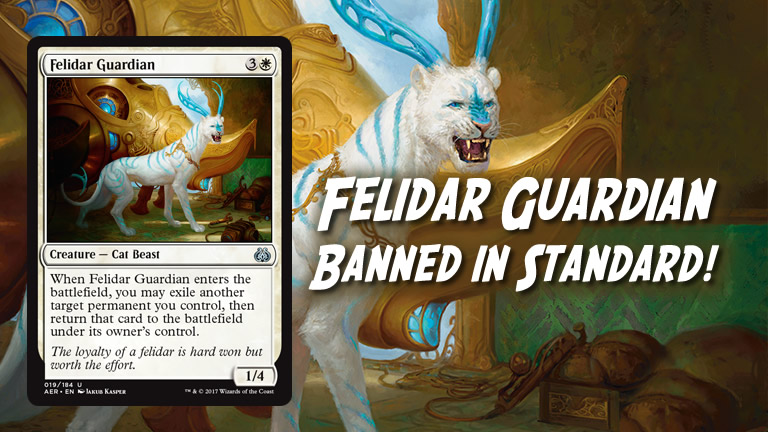 Felidar Guardian 3
Creature — Cat Beast
When Felidar Guardian enters the
battlefield, you may exile another
target permanent you control, then
return that card to the battlefield
under its owner's control.
The loyalty of a felidar is hard won but
worth the effort.
1/4
019/184 U
AER • EN Jakub Kasper
™ & © 2017 Wizards of the Coast
Felidar Guardian
Banned in Standard!